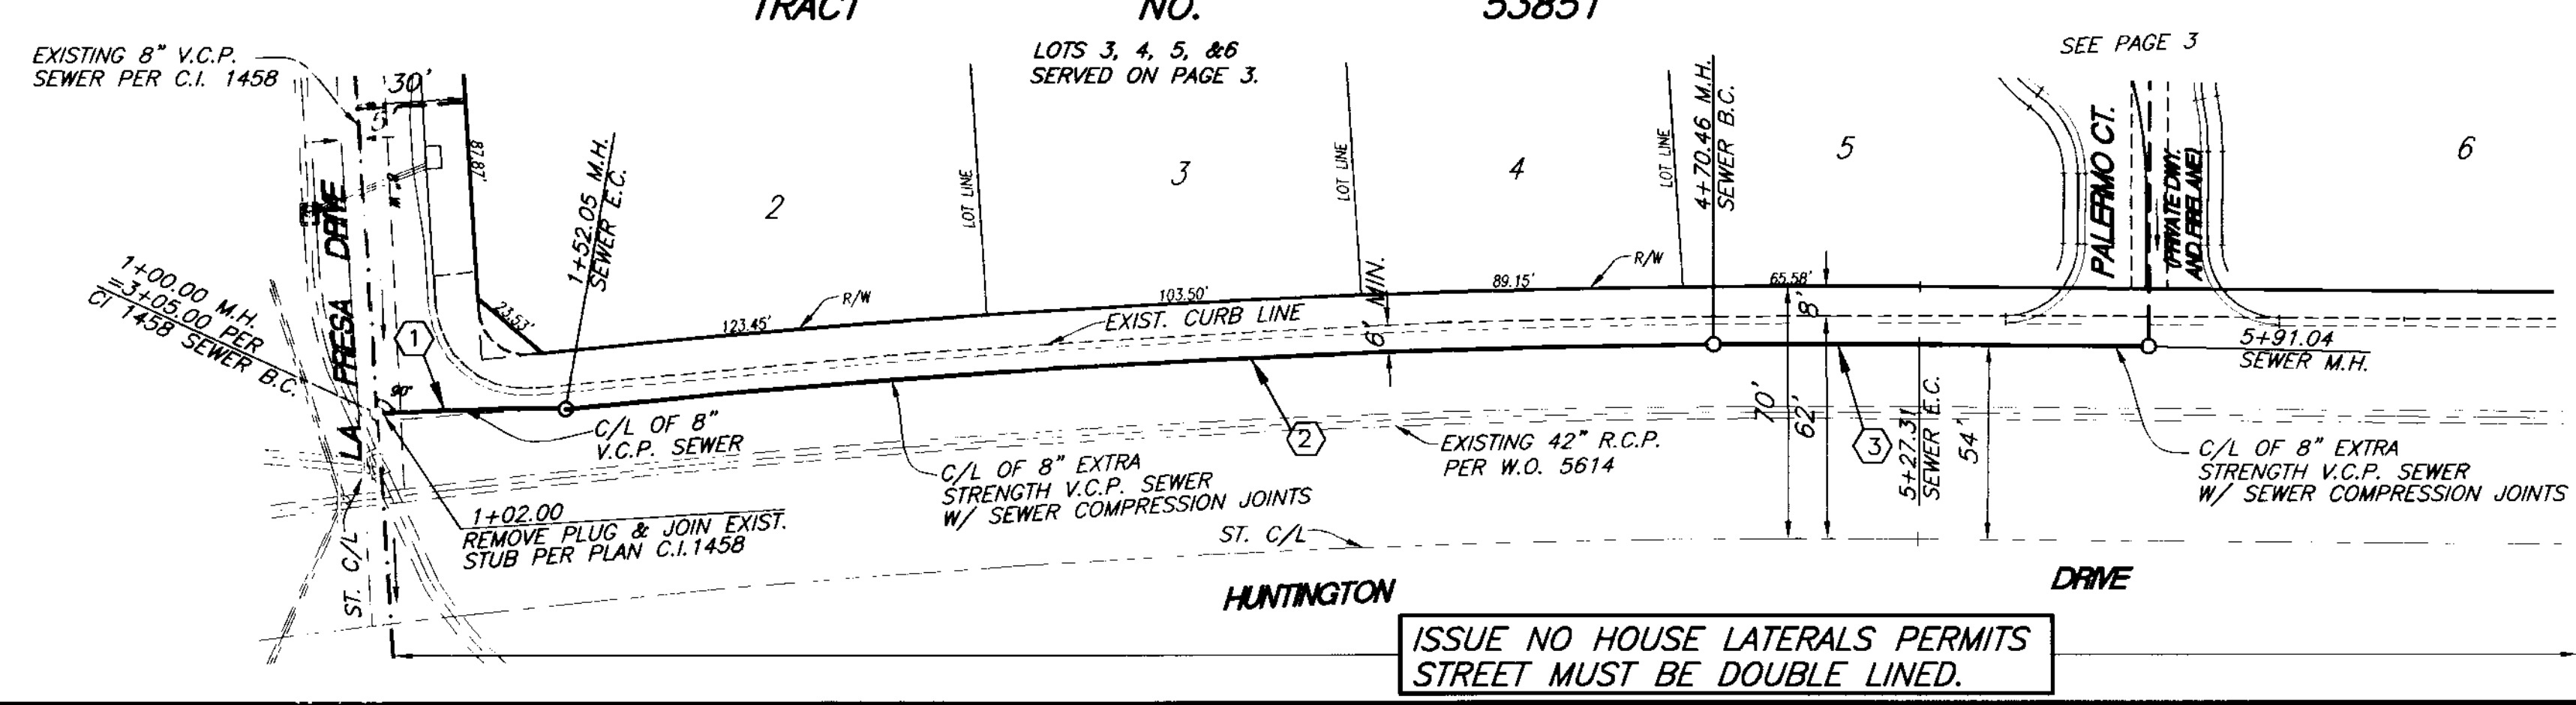 TRACT NO. 53851
EXISTING 8" V.C.P.
SEWER PER C.I. 1458
30'
5'
LOTS 3, 4, 5, &6
SERVED ON PAGE 3.
SEE PAGE 3
87.87'
8" W
LA PRESA DRIVE
1+52.05 M.H.
SEWER E.C.
2
LOT LINE
3
LOT LINE
4
LOT LINE
4+70.46 M.H.
SEWER B.C.
5
PALERMO CT.
(PRIVATE DWY.
AND FIRELANE)
6
1+00.00 M.H.
=3+05.00 PER
CI 1458 SEWER B.C.
1
90°
23.53'
123.45'
R/W
103.50'
EXIST. CURB LINE
6' MIN.
89.15'
R/W
65.58'
8'
5+91.04
SEWER M.H.
C/L OF 8"
V.C.P. SEWER
C/L OF 8" EXTRA
STRENGTH V.C.P. SEWER
W/ SEWER COMPRESSION JOINTS
2
EXISTING 42" R.C.P.
PER W.O. 5614
70'
62'
3
5+27.31
SEWER E.C.
54'
C/L OF 8" EXTRA
STRENGTH V.C.P. SEWER
W/ SEWER COMPRESSION JOINTS
1+02.00
REMOVE PLUG & JOIN EXIST.
STUB PER PLAN C.I.1458
ST. C/L
ST. C/L
HUNTINGTON DRIVE
ISSUE NO HOUSE LATERALS PERMITS
STREET MUST BE DOUBLE LINED.